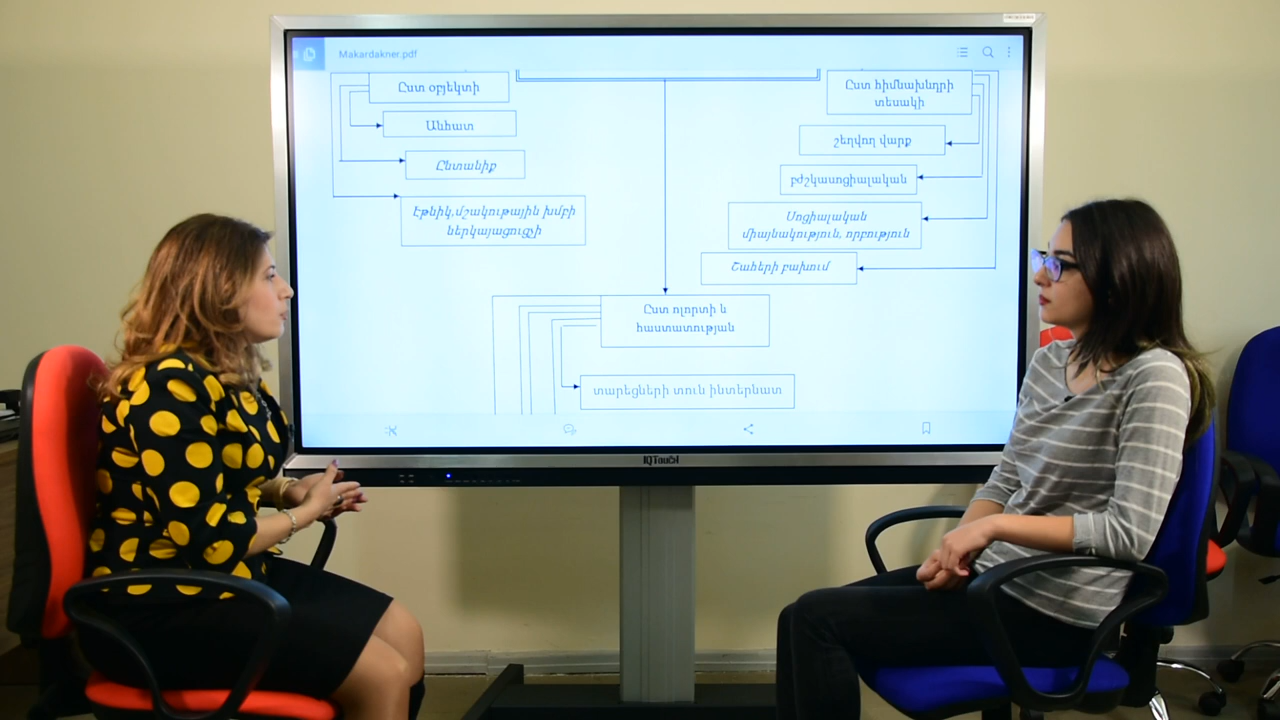 Makardakner.pdf
Ըստ օբյեկտի
Անհատ
Ընտանիք
Էթնիկ,մշակութային խմբի
ներկայացուցչի
Ըստ հիմնախնդրի
տեսակի
շեղվող վարք
բժշկասոցիալական
Սոցիալական
միայնակություն, որբություն
Շահերի բախում
Ըստ ոլորտի և
հաստատության
տարեցների տուն ինտերնատ
IQTouch